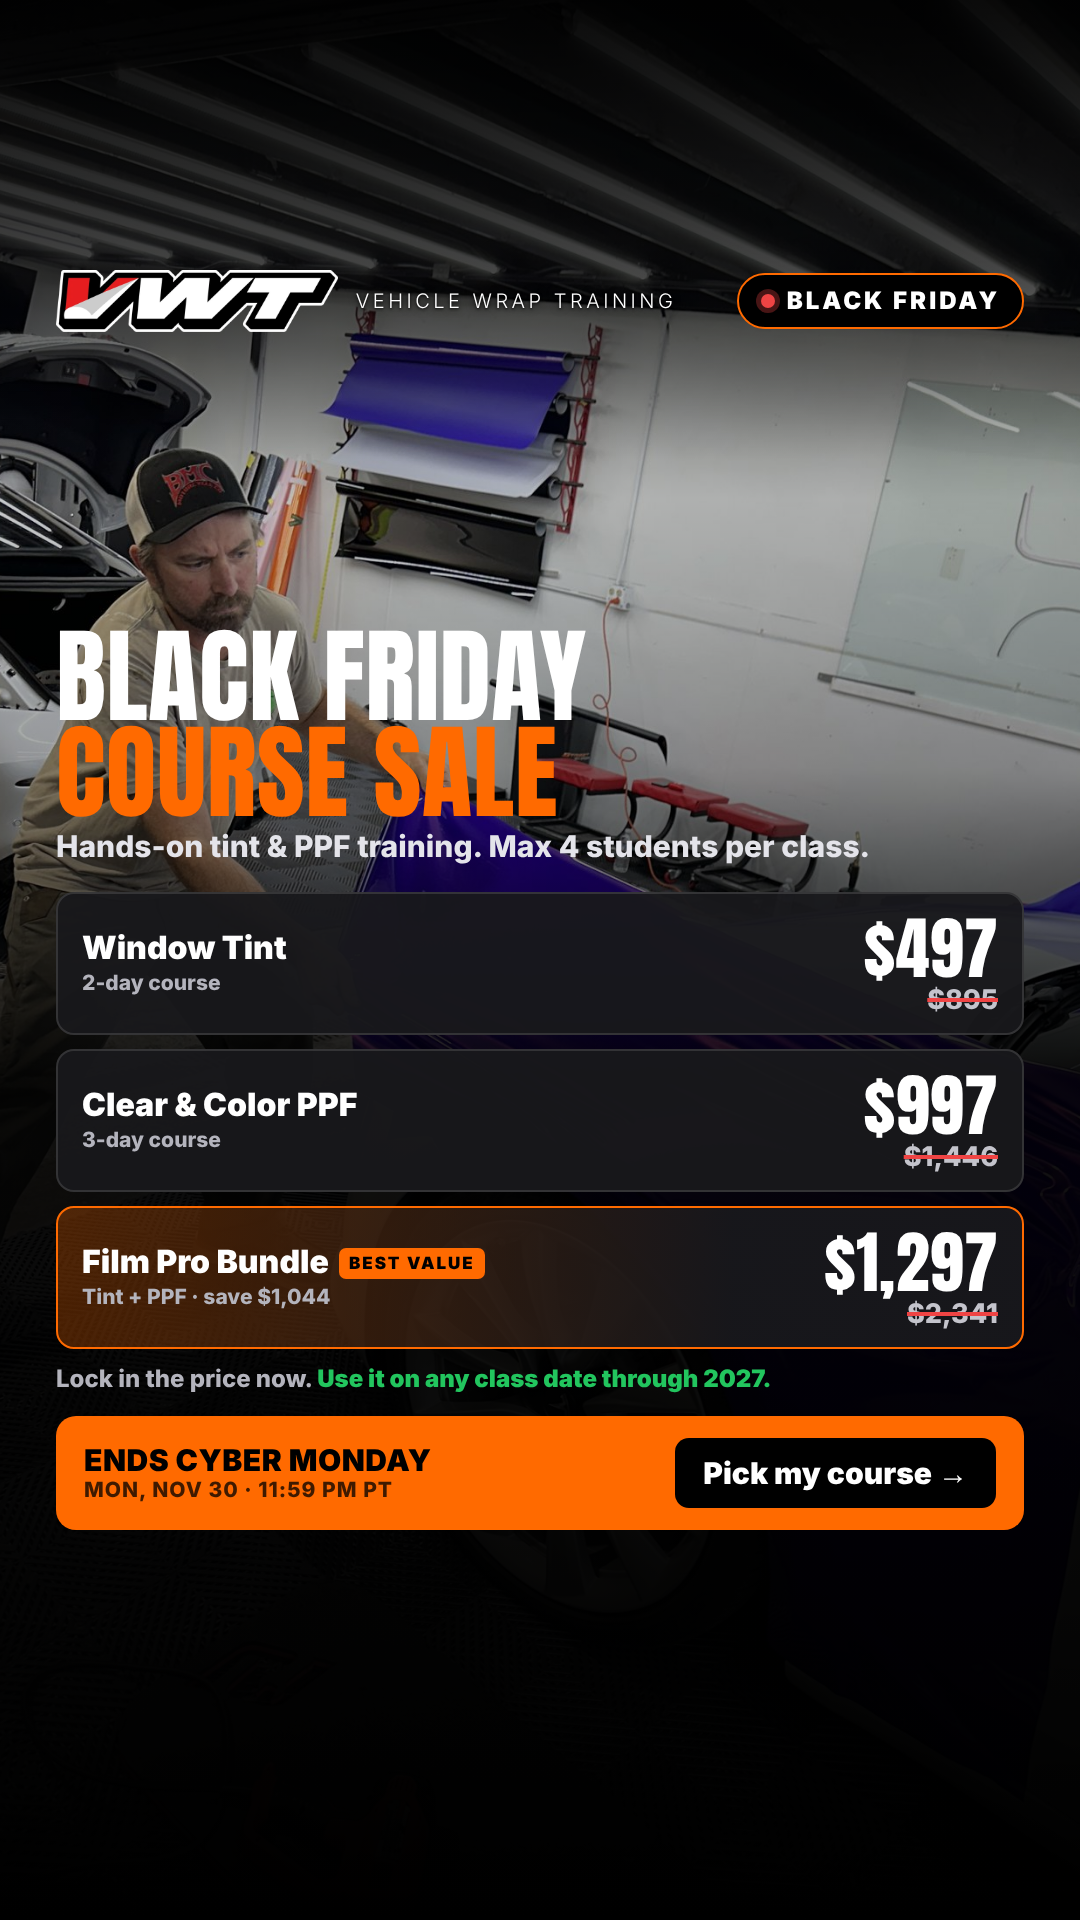 VWT
VEHICLE WRAP TRAINING
BLACK FRIDAY
BMC
BLACK FRIDAY
COURSE SALE
Hands-on tint & PPF training. Max 4 students per class.
Window Tint
2-day course
$497
$895
Clear & Color PPF
3-day course
$997
$1,446
Film Pro Bundle BEST VALUE
Tint + PPF · save $1,044
$1,297
$2,341
Lock in the price now. Use it on any class date through 2027.
ENDS CYBER MONDAY
MON, NOV 30 · 11:59 PM PT
Pick my course →